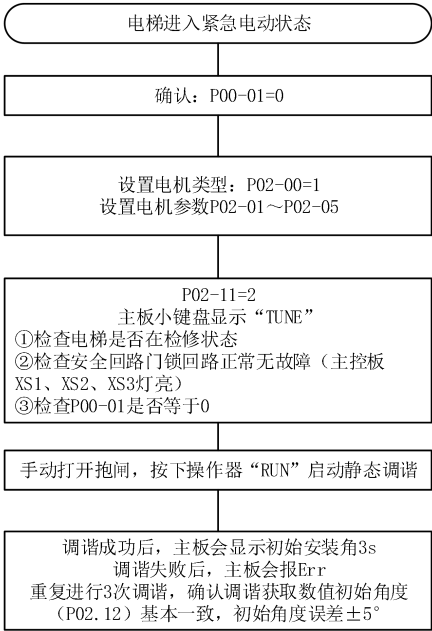 电梯进入紧急电动状态
确认：P00-01=0
设置电机类型：P02-00=1
设置电机参数P02-01～P02-05
P02-11=2
主板小键盘显示“TUNE”
①检查电梯是否在检修状态
②检查安全回路门锁回路正常无故障（主控板
XS1、XS2、XS3灯亮）
③检查P00-01是否等于0
手动打开抱闸，按下操作器“RUN”启动静态调谐
调谐成功后，主板会显示初始安装角3s
调谐失败后，主板会报Err
重复进行3次调谐，确认调谐获取数值初始角度
（P02.12）基本一致，初始角度误差±5°